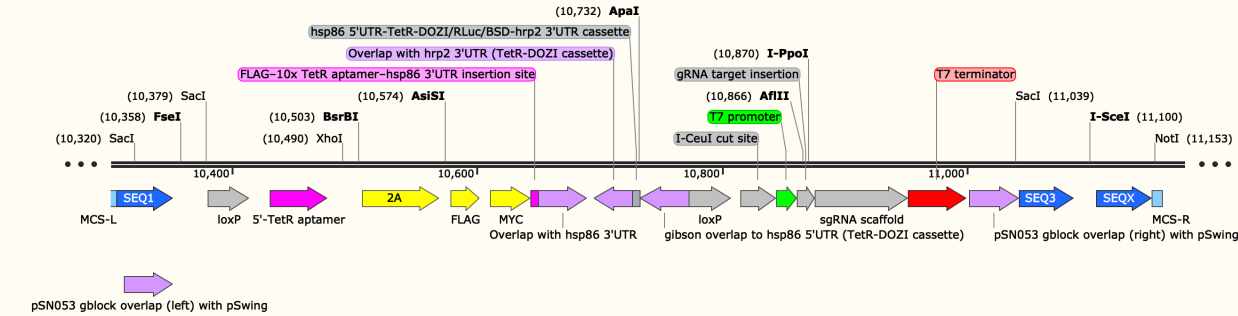 (10,732) ApaI
hsp86 5'UTR-TetR-DOZI/RLuc/BSD-hrp2 3'UTR cassette
Overlap with hrp2 3'UTR (TetR-DOZI cassette)
(10,870) I-PpoI
FLAG–10x TetR aptamer–hsp86 3'UTR insertion site
gRNA target insertion
T7 terminator
(10,379) SacI
(10,574) AsiSI
(10,866) AflII
SacI (11,039)
(10,358) FseI
(10,503) BsrBI
T7 promoter
I-SceI (11,100)
(10,320) SacI
(10,490) XhoI
I-CeuI cut site
NotI (11,153)
10,400
10,600
10,800
11,000
SEQ1
2A
SEQ3
SEQX
MCS-L
loxP
5'-TetR aptamer
FLAG
MYC
loxP
sgRNA scaffold
MCS-R
Overlap with hsp86 3'UTR
gibson overlap to hsp86 5'UTR (TetR-DOZI cassette)
pSN053 gblock overlap (right) with pSwing
pSN053 gblock overlap (left) with pSwing